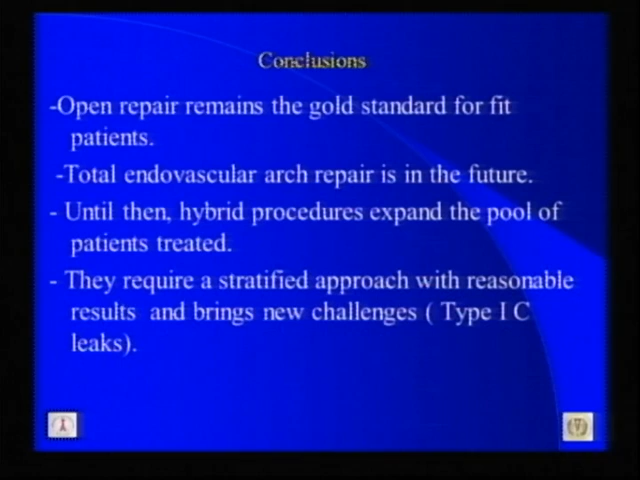 Conclusions
-Open repair remains the gold standard for fit
patients.
-Total endovascular arch repair is in the future.
- Until then, hybrid procedures expand the pool of
patients treated.
- They require a stratified approach with reasonable
results and brings new challenges ( Type I C
leaks).